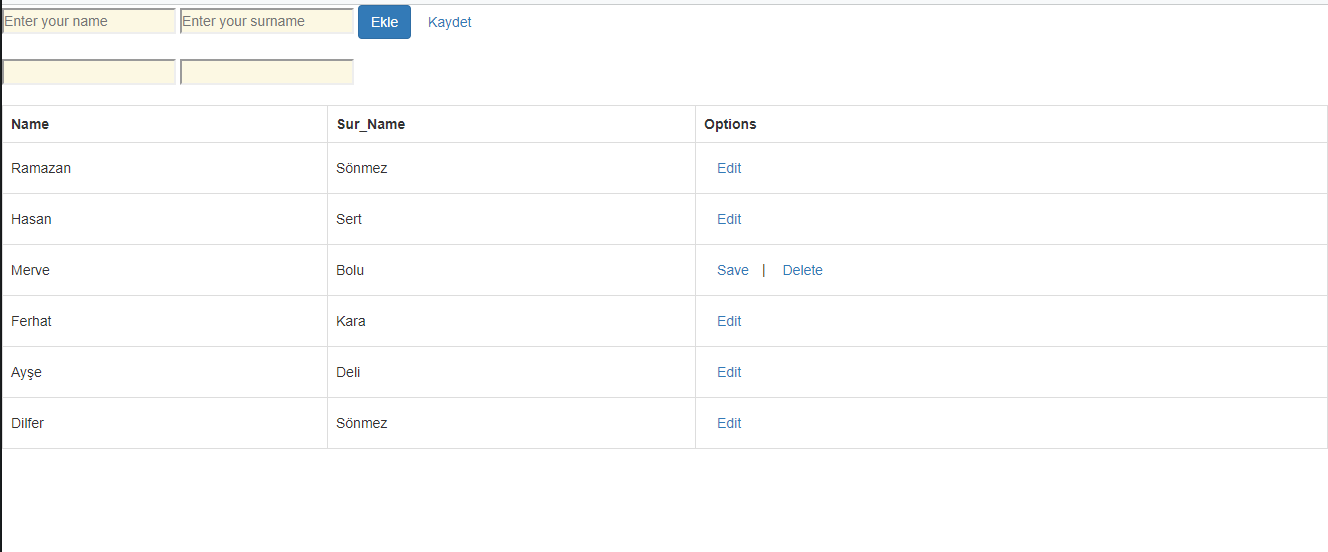 Enter your name Enter your surname Ekle Kaydet
Name Sur_Name Options
Ramazan Sönmez Edit
Hasan Sert Edit
Merve Bolu Save | Delete
Ferhat Kara Edit
Ayşe Deli Edit
Dilfer Sönmez Edit